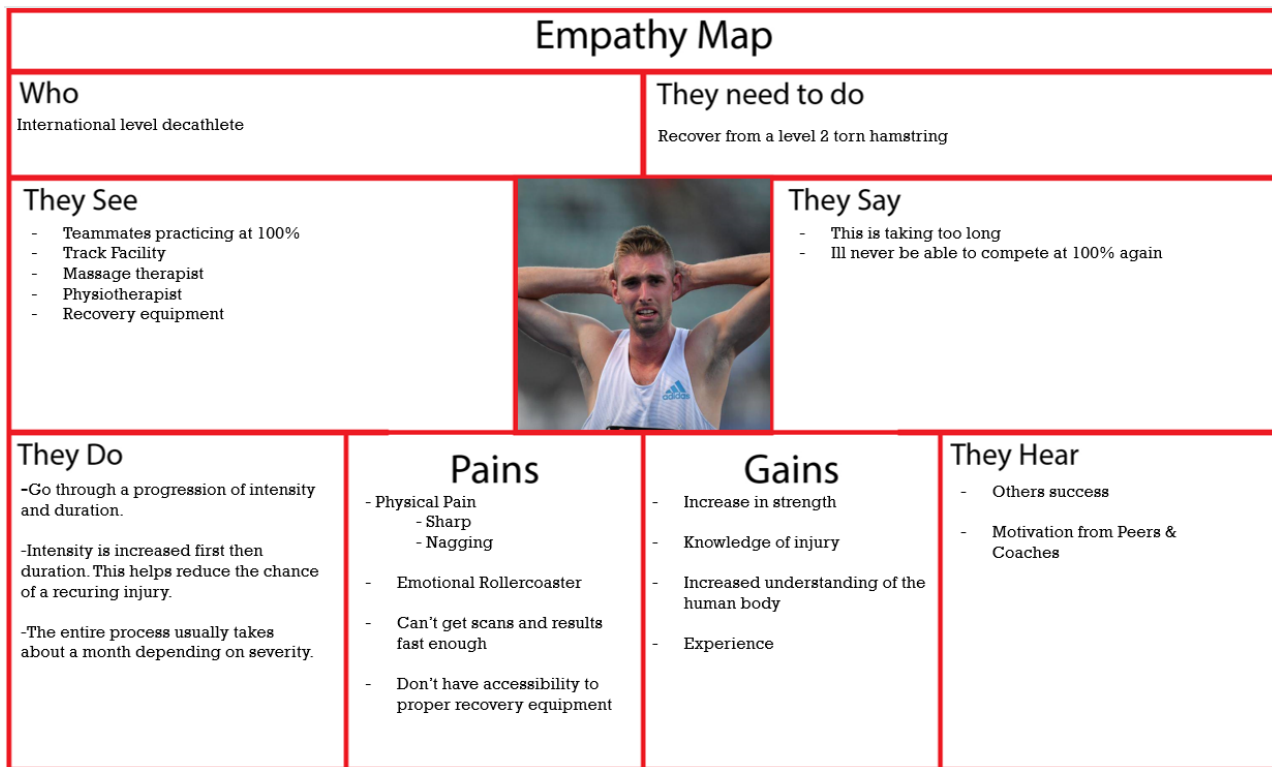 Empathy Map
Who
International level decathlete
They need to do
Recover from a level 2 torn hamstring
They See
- Teammates practicing at 100%
- Track Facility
- Massage therapist
- Physiotherapist
- Recovery equipment
adidas
They Say
- This is taking too long
- Ill never be able to compete at 100% again
They Do
-Go through a progression of intensity
and duration.
-Intensity is increased first then
duration. This helps reduce the chance
of a recuring injury.
-The entire process usually takes
about a month depending on severity.
Pains
- Physical Pain
- Sharp
- Nagging
- Emotional Rollercoaster
- Can't get scans and results
fast enough
- Don't have accessibility to
proper recovery equipment
Gains
- Increase in strength
- Knowledge of injury
- Increased understanding of the
human body
- Experience
They Hear
- Others success
- Motivation from Peers &
Coaches